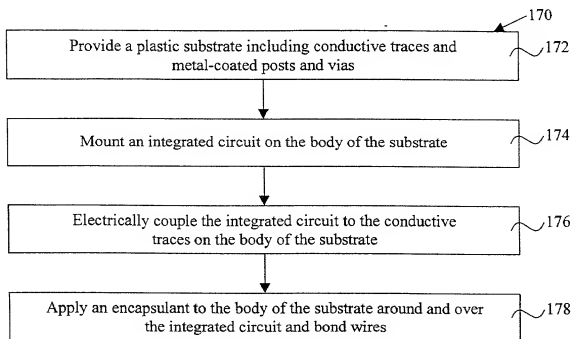 170
Provide a plastic substrate including conductive traces and
metal-coated posts and vias
172
Mount an integrated circuit on the body of the substrate
174
Electrically couple the integrated circuit to the conductive
traces on the body of the substrate
176
Apply an encapsulant to the body of the substrate around and over
the integrated circuit and bond wires
178